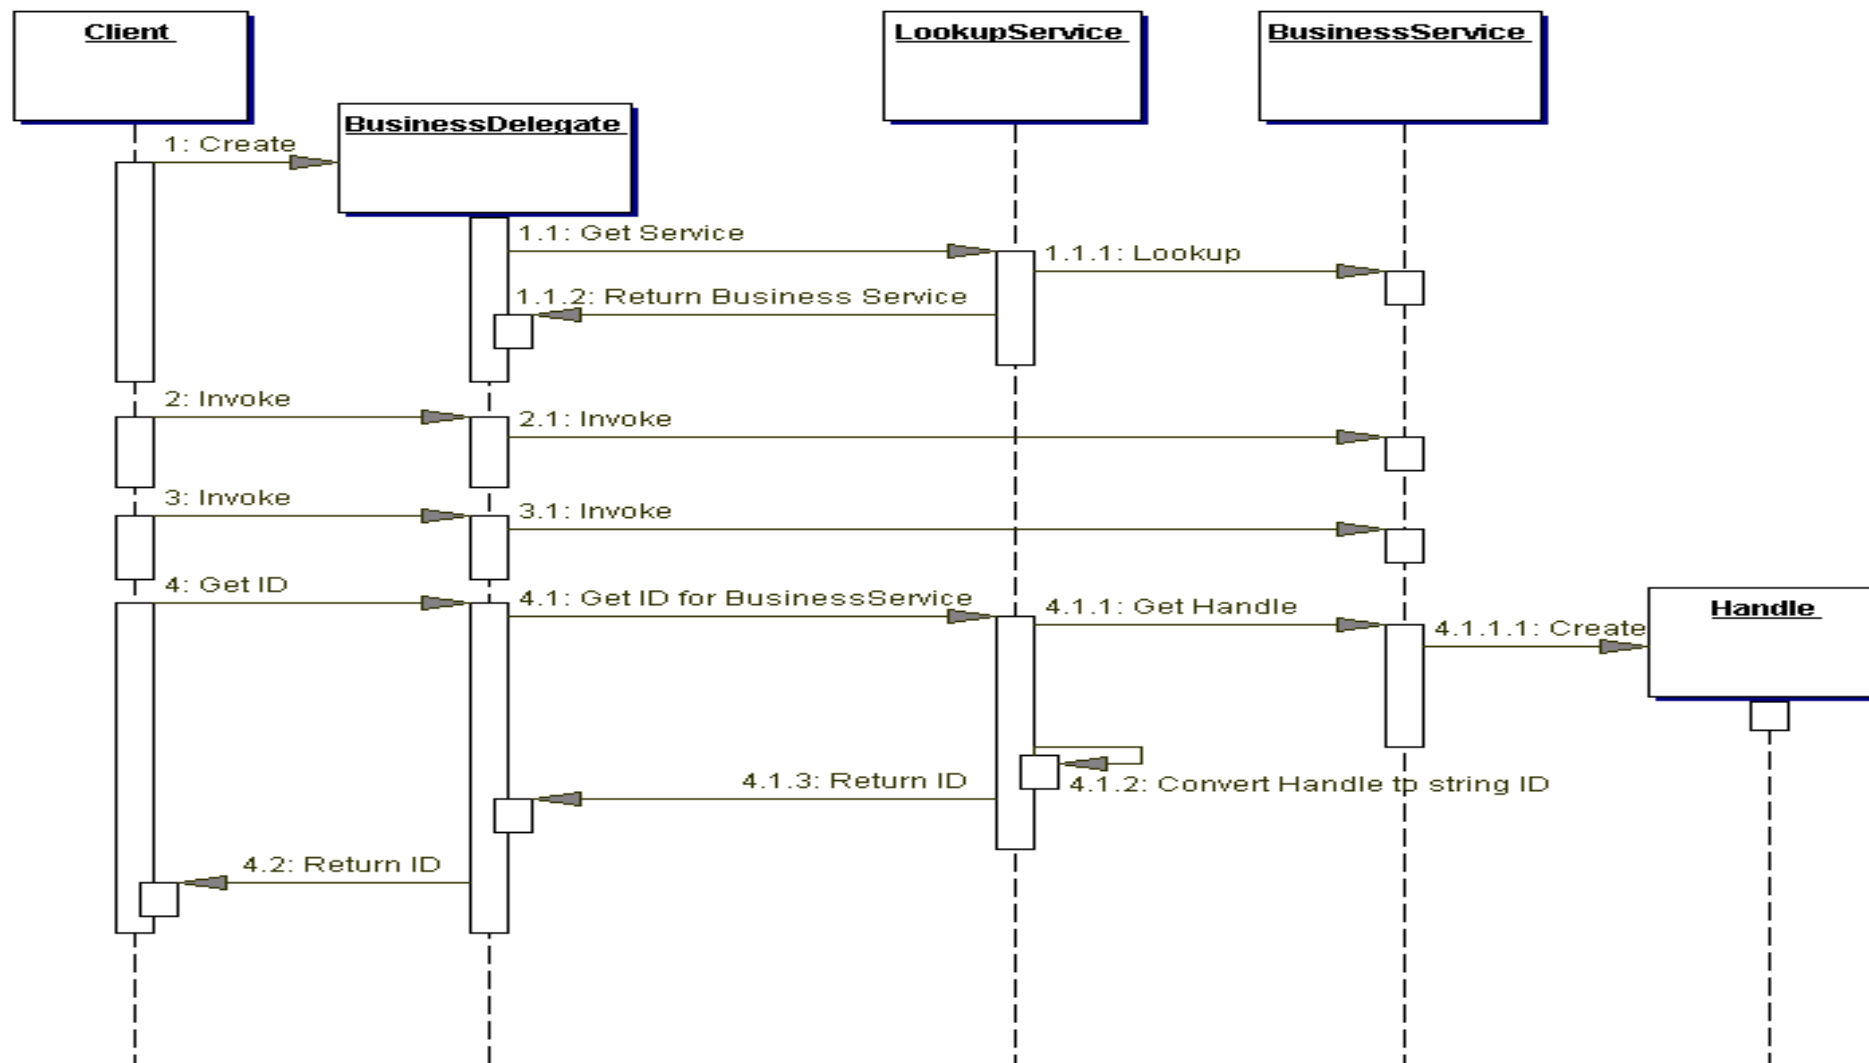 Client
LookupService
BusinessService
BusinessDelegate
1: Create
1.1: Get Service
1.1.1: Lookup
1.1.2: Return Business Service
2: Invoke
2.1: Invoke
3: Invoke
3.1: Invoke
4: Get ID
4.1: Get ID for BusinessService
4.1.1: Get Handle
Handle
4.1.1.1: Create
4.1.3: Return ID
4.1.2: Convert Handle to string ID
4.2: Return ID